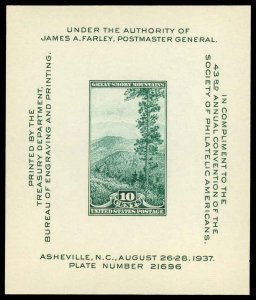 UNDER THE AUTHORITY OF
JAMES A. FARLEY, POSTMASTER GENERAL.
PRINTED BY THE
TREASURY DEPARTMENT,
BUREAU OF ENGRAVING AND PRINTING.
GREAT SMOKY MOUNTAINS
10
CENTS
UNITED STATES POSTAGE
IN COMPLIMENT TO THE
43RD ANNUAL CONVENTION OF THE
SOCIETY OF PHILATELIC AMERICANS.
ASHEVILLE, N.C., AUGUST 26-28, 1937.
PLATE NUMBER 21696